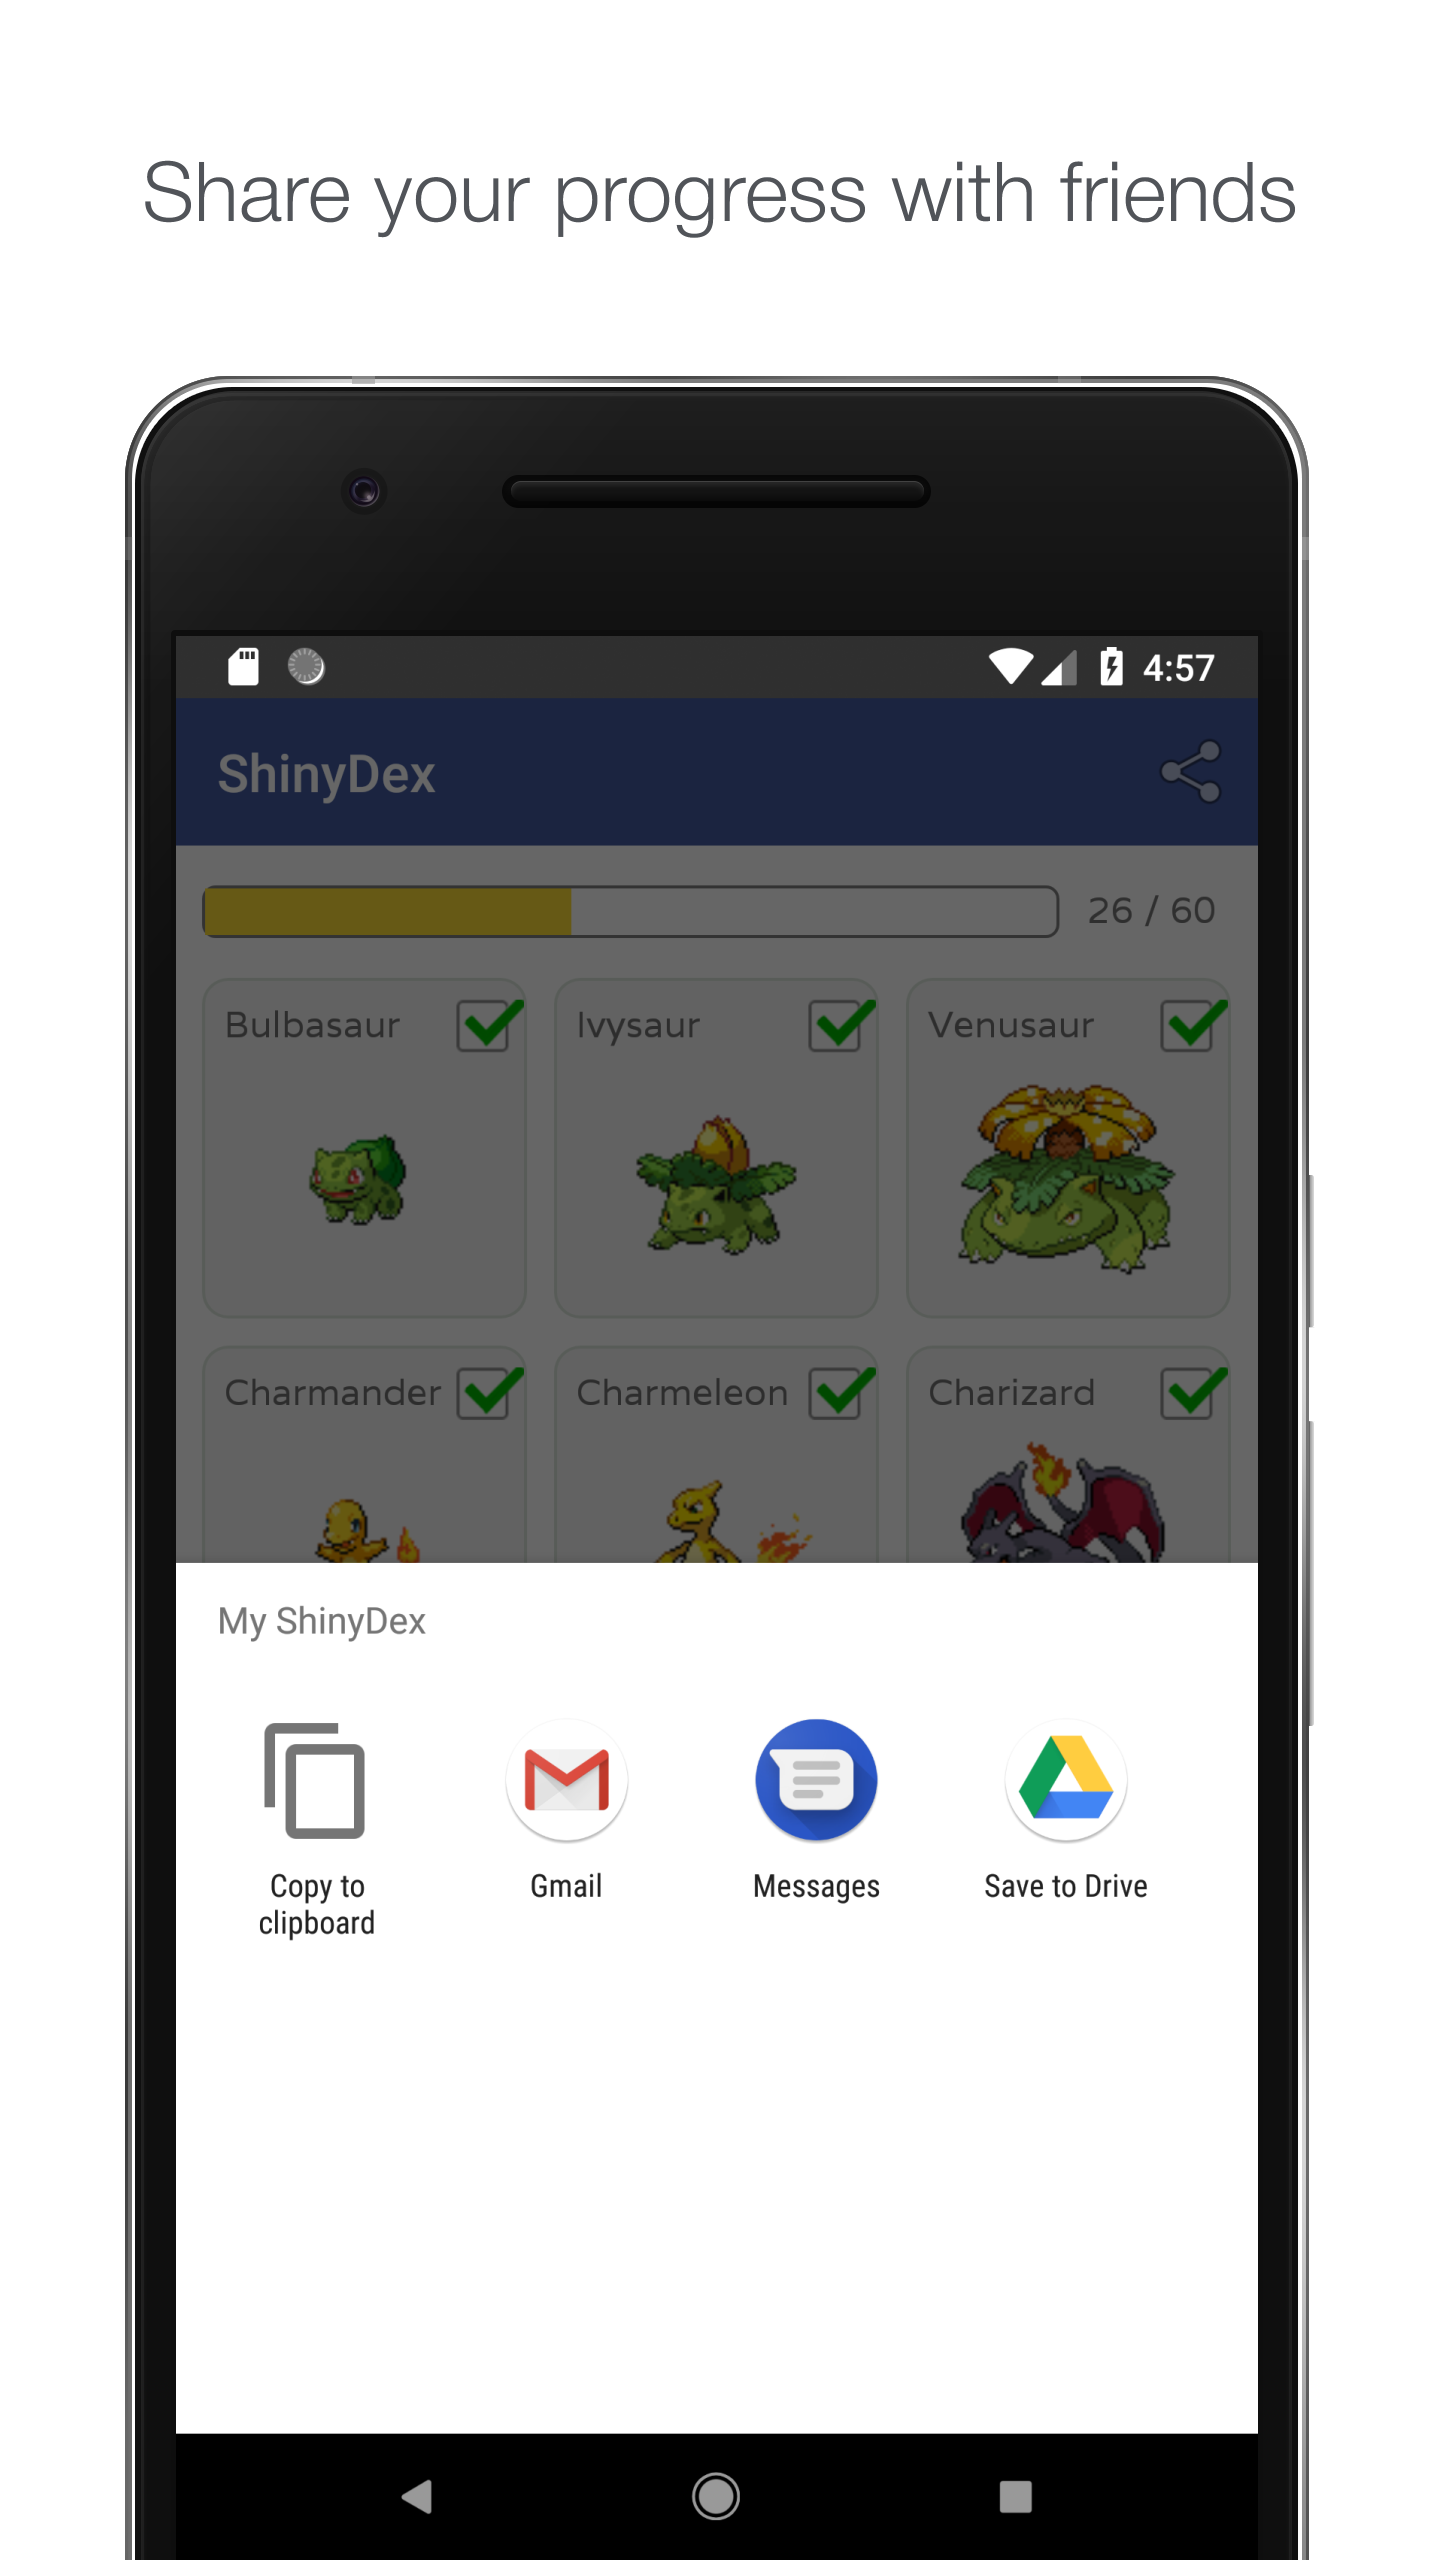 Share your progress with friends
4:57
ShinyDex
26 / 60
Bulbasaur
Ivysaur
Venusaur
Charmander
Charmeleon
Charizard
My ShinyDex
Copy to
clipboard
Gmail
Messages
Save to Drive